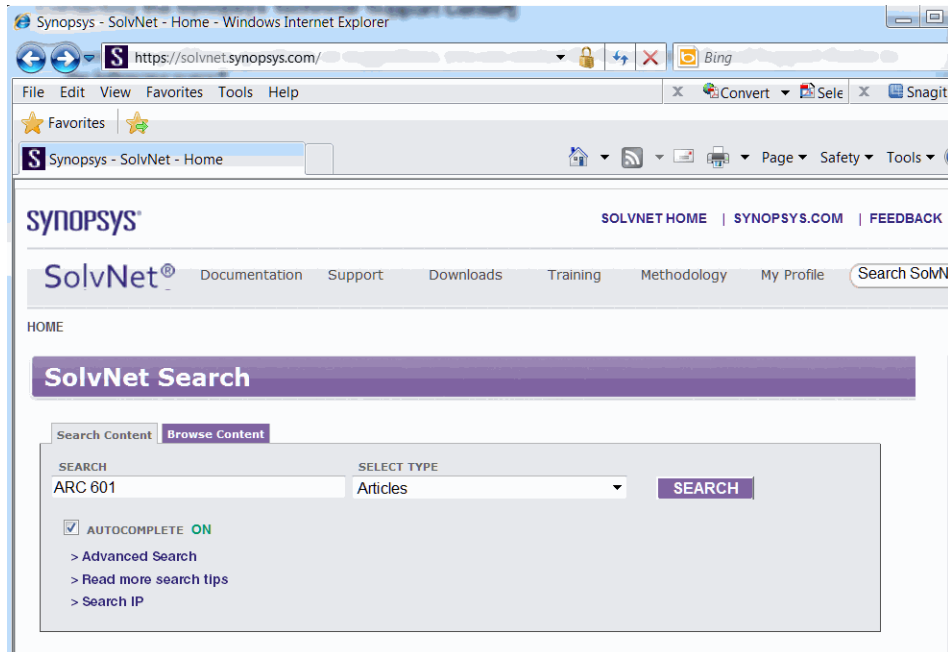 Synopsys - SolvNet - Home - Windows Internet Explorer
S https://solvnet.synopsys.com/ Bing
File Edit View Favorites Tools Help x Convert Sele x Snagit
Favorites
S Synopsys - SolvNet - Home Page Safety Tools
SYNOPSYS® SOLVNET HOME | SYNOPSYS.COM | FEEDBACK
SolvNet® Documentation Support Downloads Training Methodology My Profile Search SolvN
HOME
SolvNet Search
Search Content Browse Content
SEARCH SELECT TYPE
ARC 601 Articles SEARCH
AUTOCOMPLETE ON
> Advanced Search
> Read more search tips
> Search IP